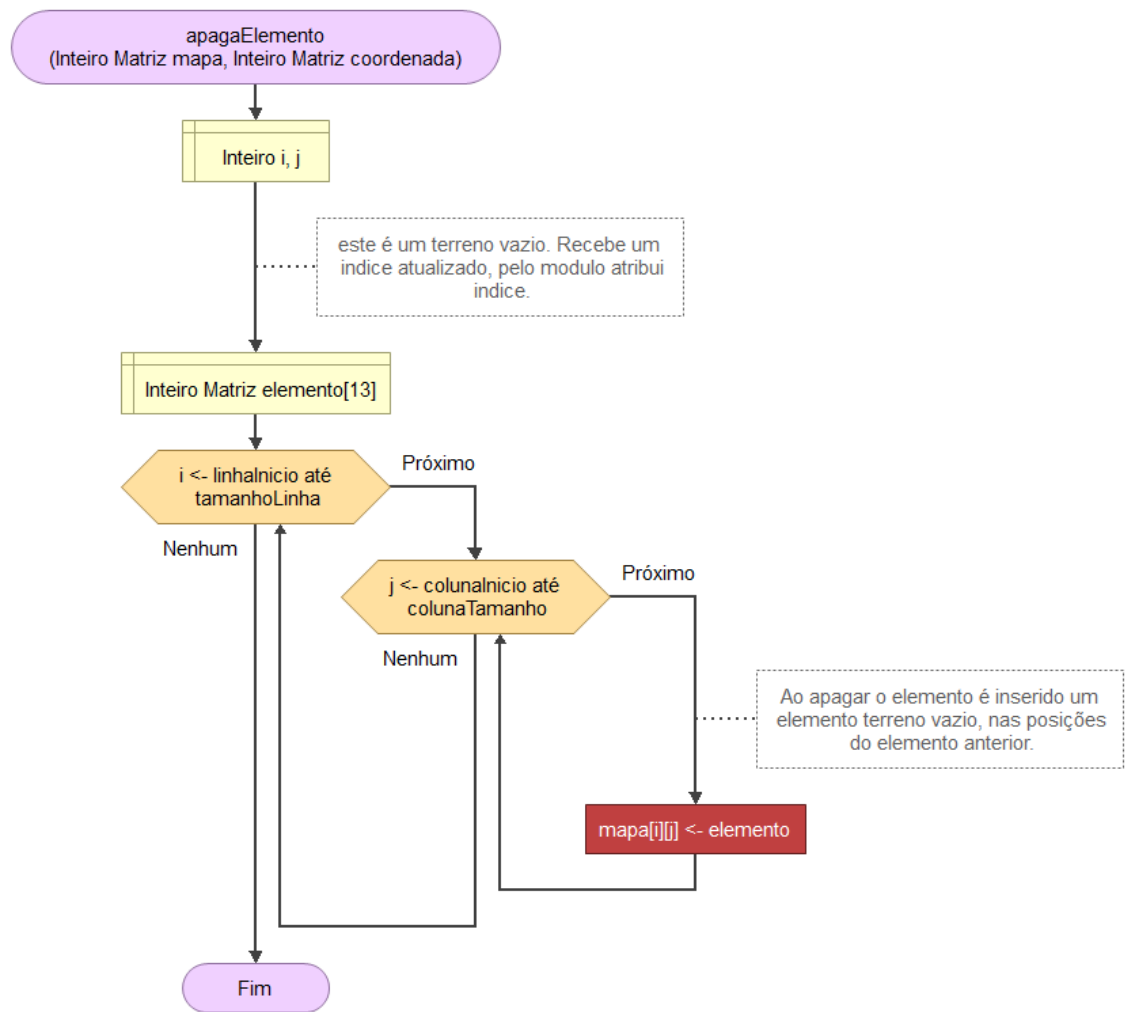 apagaElemento
(Inteiro Matriz mapa, Inteiro Matriz coordenada)
Inteiro i, j
este é um terreno vazio. Recebe um
indice atualizado, pelo modulo atribui
indice.
Inteiro Matriz elemento[13]
i <- linhaInicio até
tamanhoLinha
Próximo
Nenhum
j <- colunaInicio até
colunaTamanho
Próximo
Nenhum
Ao apagar o elemento é inserido um
elemento terreno vazio, nas posições
do elemento anterior.
mapa[i][j] <- elemento
Fim